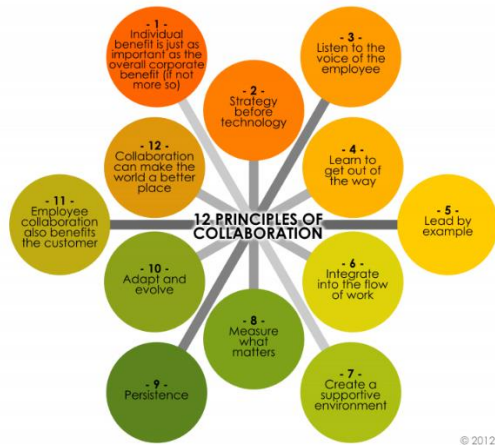 - 1 -
Individual
benefit is just as
important as the
overall corporate
benefit (if not
more so)
- 2 -
Strategy
before
technology
- 3 -
Listen to the
voice of the
employee
- 4 -
Learn to
get out of
the way
- 5 -
Lead by
example
- 6 -
Integrate
into the flow
of work
- 7 -
Create a
supportive
environment
- 8 -
Measure
what
matters
- 9 -
Persistence
- 10 -
Adapt and
evolve
- 11 -
Employee
collaboration
also benefits
the customer
- 12 -
Collaboration
can make the
world a better
place
12 PRINCIPLES OF
COLLABORATION
© 2012